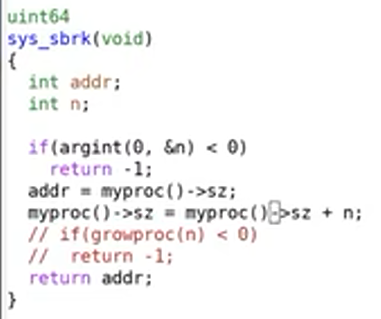 uint64
sys_sbrk(void)
{
  int addr;
  int n;

  if(argint(0, &n) < 0)
    return -1;
  addr = myproc()->sz;
  myproc()->sz = myproc()->sz + n;
  // if(growproc(n) < 0)
  //  return -1;
  return addr;
}